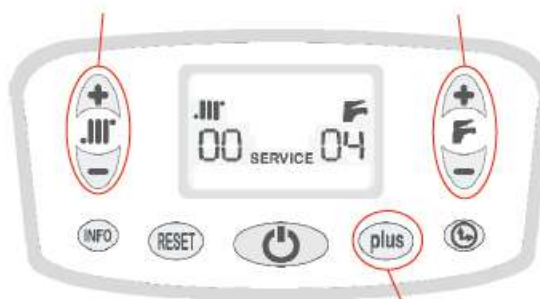 + +
00 SERVICE 04
- -
INFO RESET plus